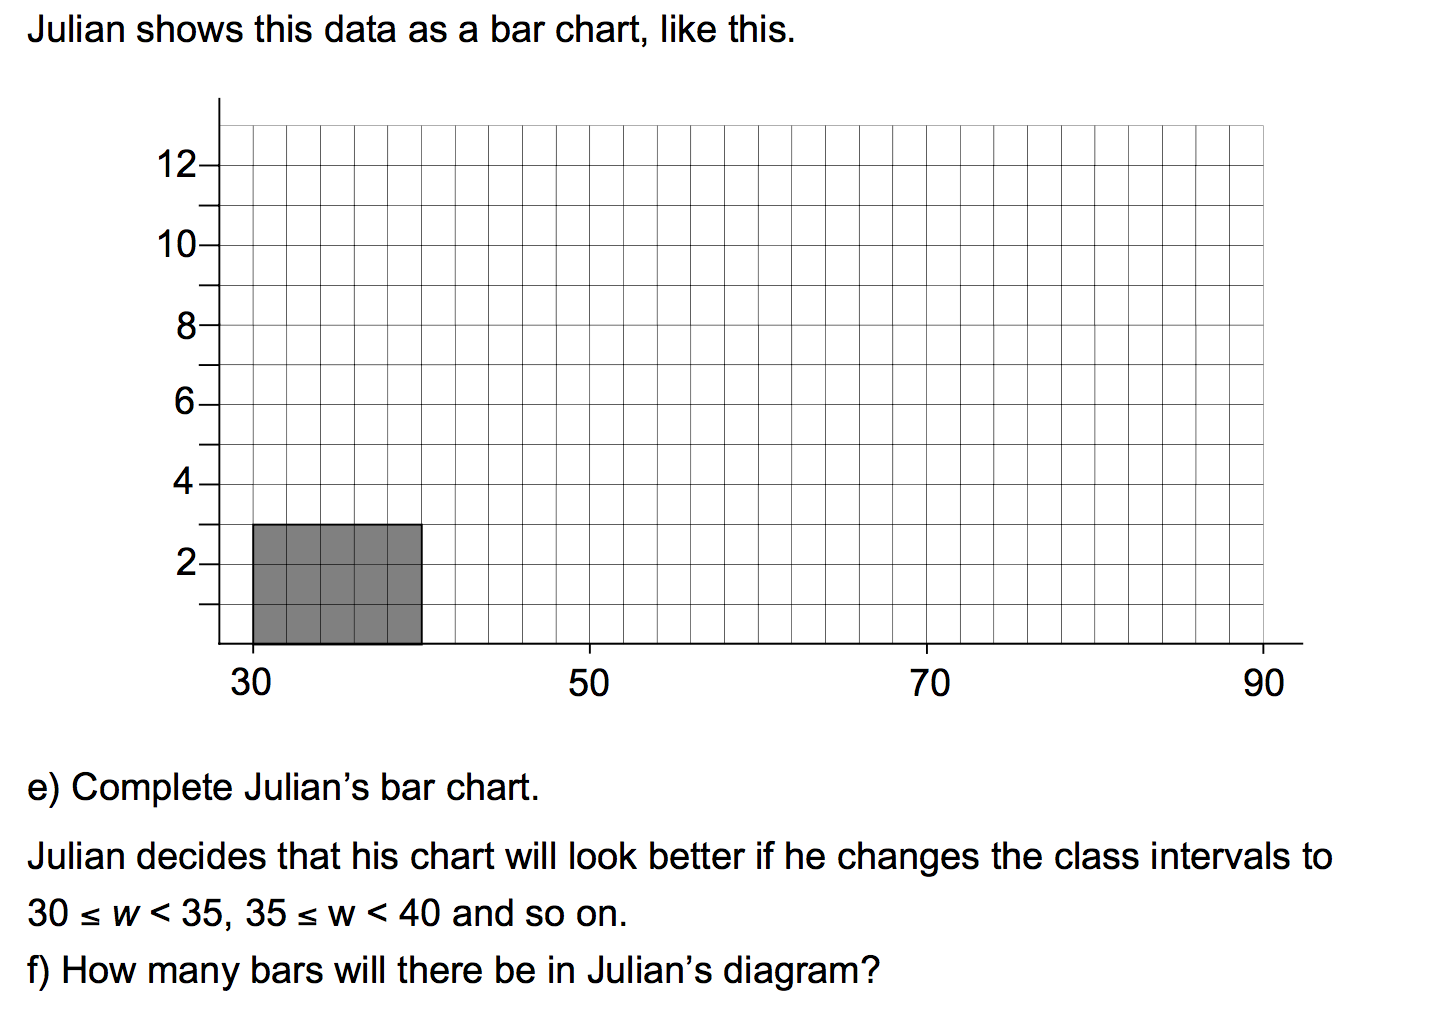 Julian shows this data as a bar chart, like this.
12
10
8
6
4
2
30 50 70 90
e) Complete Julian’s bar chart.
Julian decides that his chart will look better if he changes the class intervals to
30 ≤ w < 35, 35 ≤ w < 40 and so on.
f) How many bars will there be in Julian’s diagram?